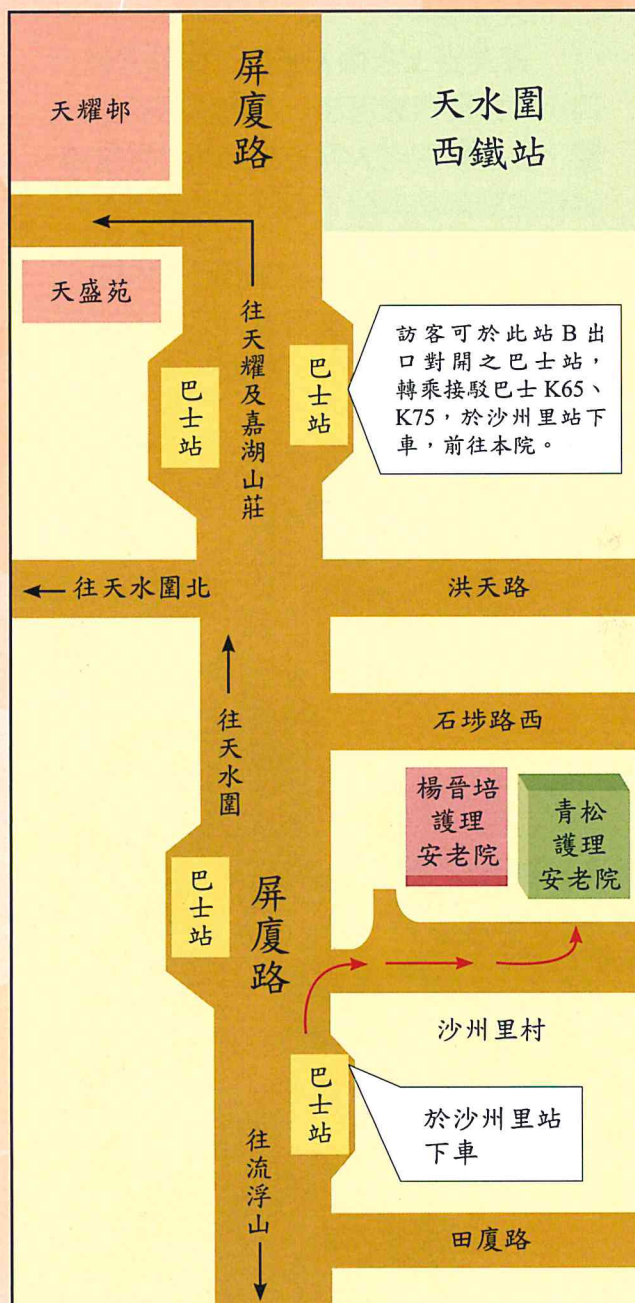 屏廈路
天耀邨
天水圍
西鐵站
天盛苑
往天耀及嘉湖山莊
巴士站
巴士站
訪客可於此站 B 出
口對開之巴士站，
轉乘接駁巴士 K65、
K75，於沙州里站下
車，前往本院。
往天水圍北
洪天路
往天水圍
石埗路西
楊晉培
護理
安老院
青松
護理
安老院
巴士站
屏廈路
沙州里村
巴士站
於沙州里站
下車
往流浮山
田廈路